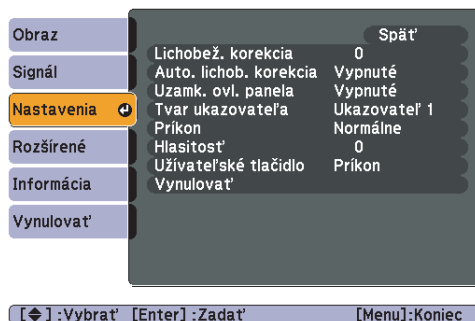 Obraz
Signál
Nastavenia
Rozšírené
Informácia
Vynulovať
Späť
Lichobež. korekcia 0
Auto. lichob. korekcia Vypnuté
Uzamk. ovl. panela Vypnuté
Tvar ukazovateľa Ukazovateľ 1
Príkon Normálne
Hlasitosť 0
Užívateľské tlačidlo Príkon
Vynulovať
[◆] :Vybrať [Enter] :Zadať [Menu]:Koniec